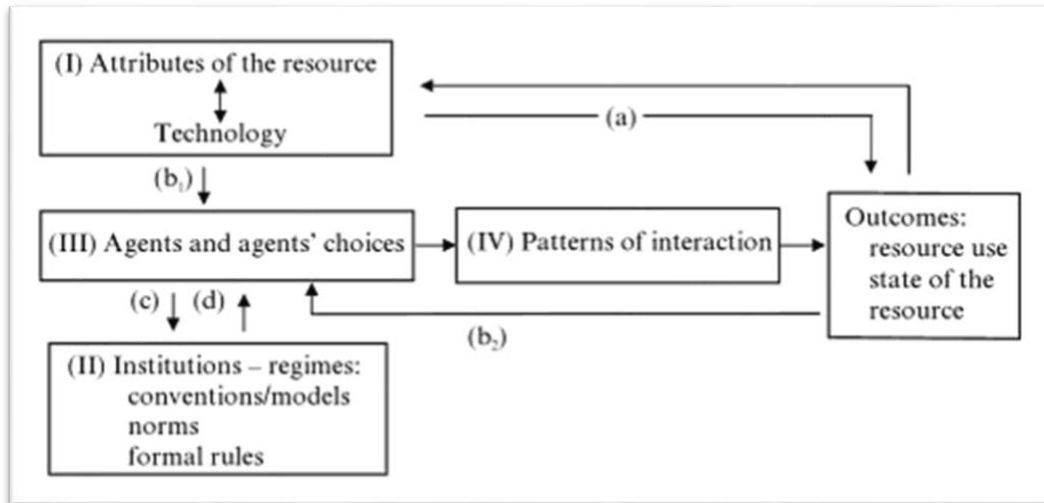 (I) Attributes of the resource
Technology
(a)
(b₁)
(III) Agents and agents' choices
(IV) Patterns of interaction
Outcomes:
resource use
state of the
resource
(c)
(d)
(b₂)
(II) Institutions – regimes:
conventions/models
norms
formal rules